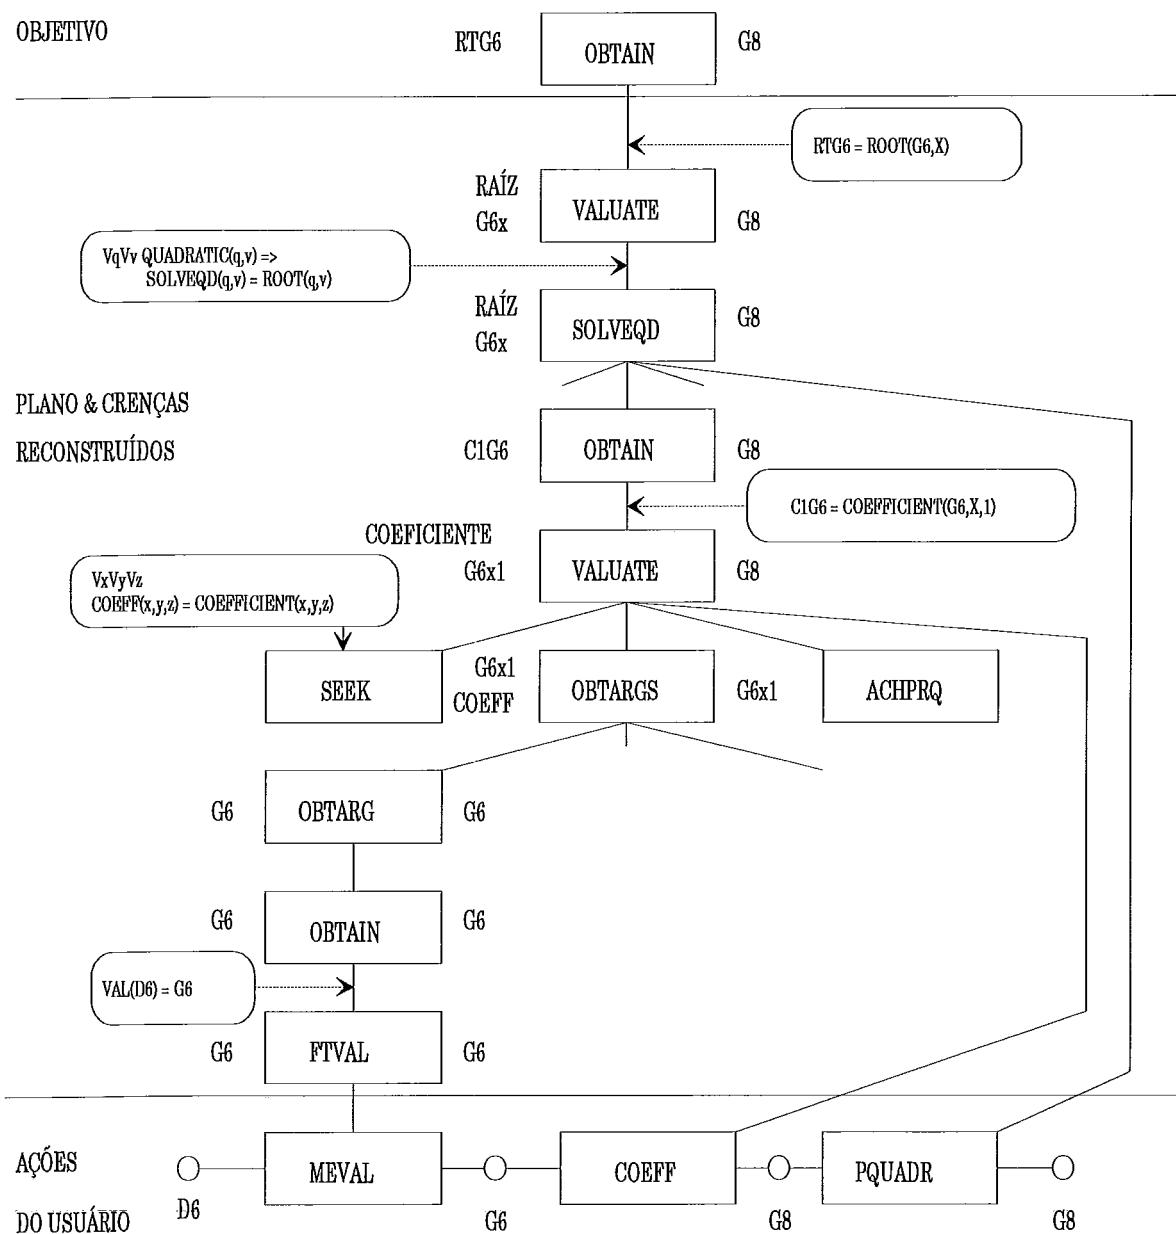 OBJETIVO
RTG6
OBTAIN
G8
RTG6 = ROOT(G6,X)
RAÍZ
G6x
VALUATE
G8
VqVv QUADRATIC(q,v) =>
SOLVEQD(q,v) = ROOT(q,v)
RAÍZ
G6x
SOLVEQD
G8
PLANO & CRENÇAS
RECONSTRUÍDOS
C1G6
OBTAIN
G8
C1G6 = COEFFICIENT(G6,X,1)
COEFICIENTE
G6x1
VALUATE
G8
VxVyVz
COEFF(x,y,z) = COEFFICIENT(x,y,z)
SEEK
G6x1
COEFF
OBTARGS
G6x1
ACHPRQ
G6
OBTARG
G6
G6
OBTAIN
G6
VAL(D6) = G6
G6
FTVAL
G6
AÇÓES
DO USUÁRIO
D6
MEVAL
G6
COEFF
G8
PQUADR
G8